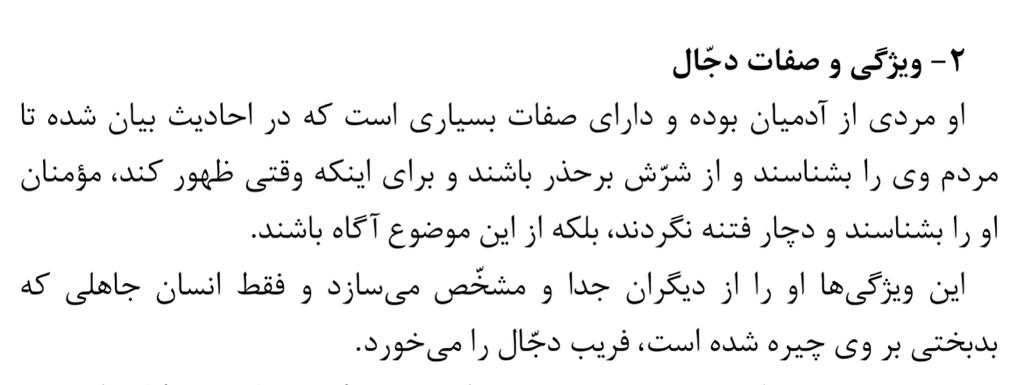 ۲- ویژگی و صفات دجّال
او مردی از آدمیان بوده و دارای صفات بسیاری است که در احادیث بیان شده تا
مردم وی را بشناسند و از شرّش برحذر باشند و برای اینکه وقتی ظهور کند، مؤمنان
او را بشناسند و دچار فتنه نگردند، بلکه از این موضوع آگاه باشند.
این ویژگی‌ها او را از دیگران جدا و مشخّص می‌سازد و فقط انسان جاهلی که
بدبختی بر وی چیره شده است، فریب دجّال را می‌خورد.